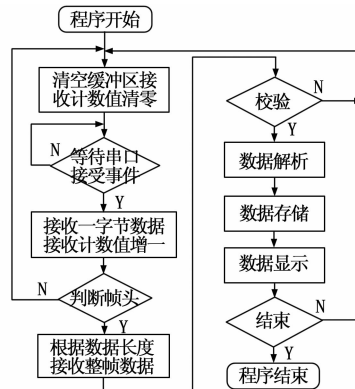 程序开始
清空缓冲区接
收计数值清零
N
等待串口
接受事件
Y
接收一字节数据
接收计数值增一
N
判断帧头
Y
根据数据长度
接收整帧数据
校验
N
Y
数据解析
数据存储
数据显示
结束
N
Y
程序结束